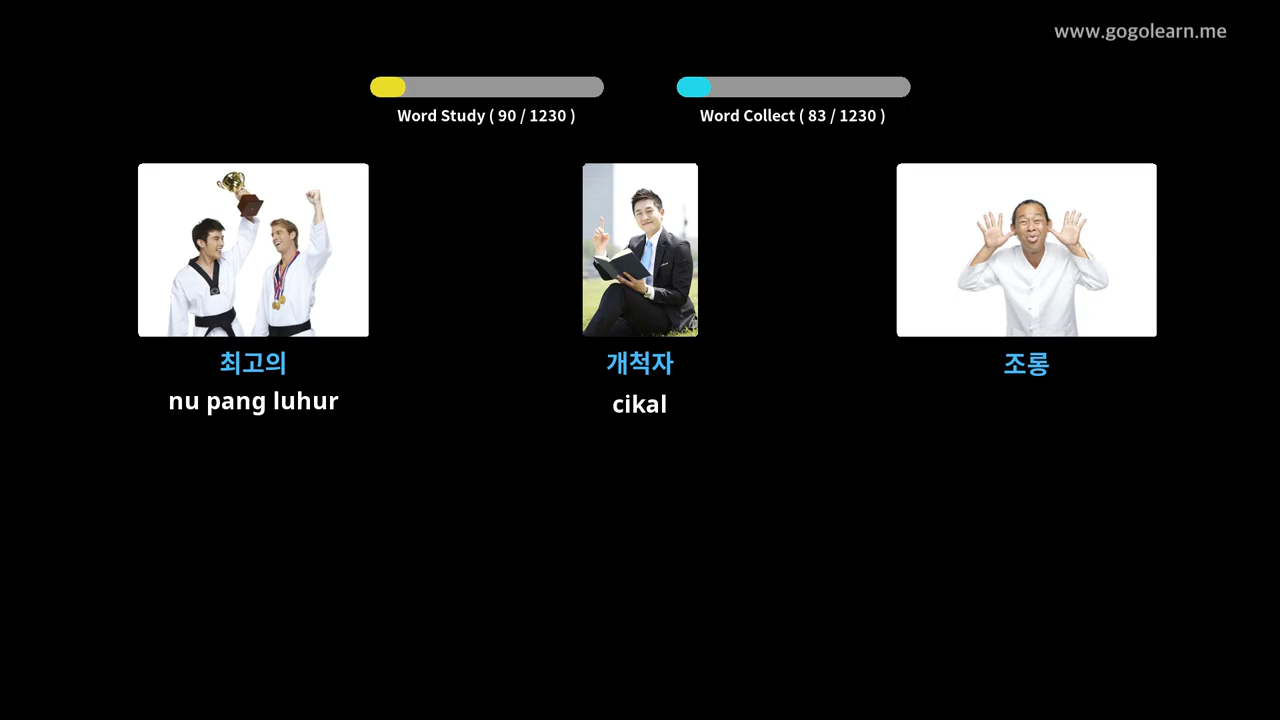 www.gogolearn.me
Word Study ( 90 / 1230 )
Word Collect ( 83 / 1230 )
최고의
nu pang luhur
개척자
cikal
조롱